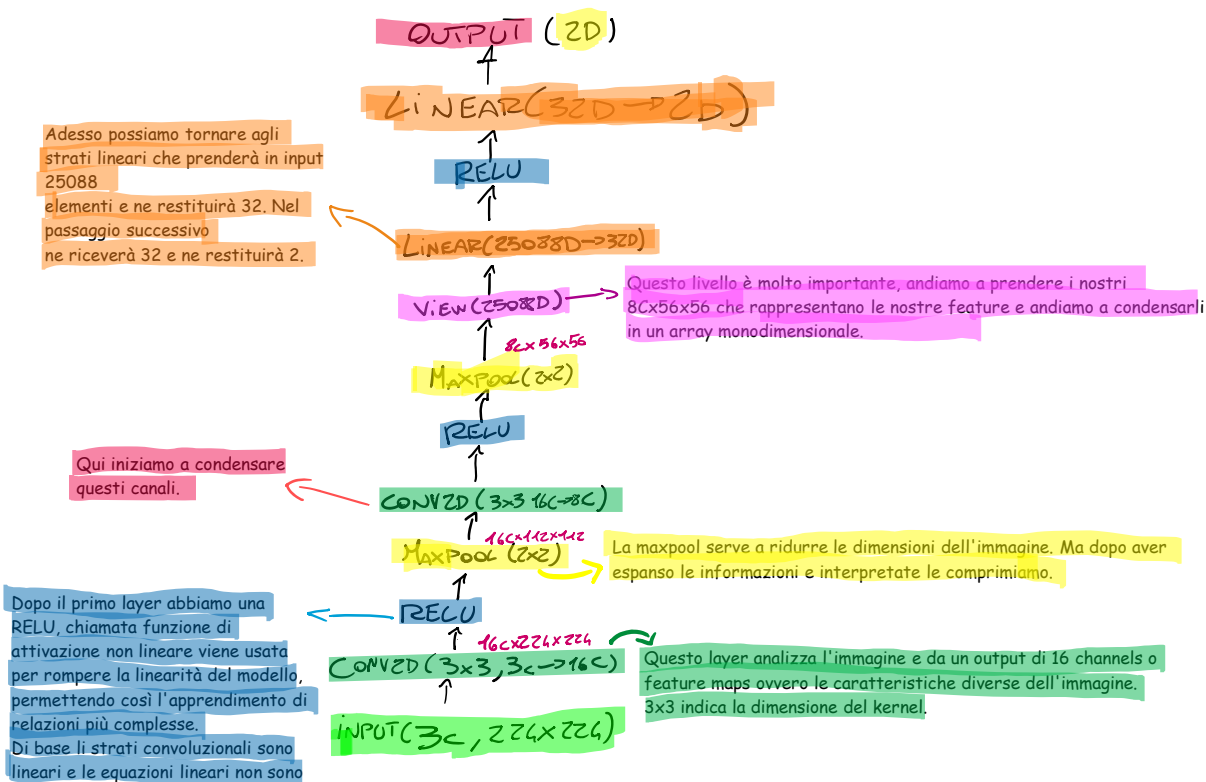 OUTPUT (2D)
LINEAR(32D→2D)
Adesso possiamo tornare agli
strati lineari che prenderà in input
25088
elementi e ne restituirà 32. Nel
passaggio successivo
ne riceverà 32 e ne restituirà 2.
RELU
LINEAR(25088D→32D)
VIEW(25088D)
Questo livello è molto importante, andiamo a prendere i nostri
8Cx56x56 che rappresentano le nostre feature e andiamo a condensarli
in un array monodimensionale.
8Cx56x56
MAXPOOL(2x2)
RELU
Qui iniziamo a condensare
questi canali.
CONV2D(3x3 16C→8C)
16Cx112x112
MAXPOOL(2x2)
La maxpool serve a ridurre le dimensioni dell'immagine. Ma dopo aver
espanso le informazioni e interpretate le comprimiamo.
RELU
Dopo il primo layer abbiamo una
RELU, chiamata funzione di
attivazione non lineare viene usata
per rompere la linearità del modello,
permettendo così l'apprendimento di
relazioni più complesse.
Di base li strati convoluzionali sono
lineari e le equazioni lineari non sono
16Cx224x224
CONV2D(3x3,3C→16C)
Questo layer analizza l'immagine e da un output di 16 channels o
feature maps ovvero le caratteristiche diverse dell'immagine.
3x3 indica la dimensione del kernel.
INPUT(3C,224x224)